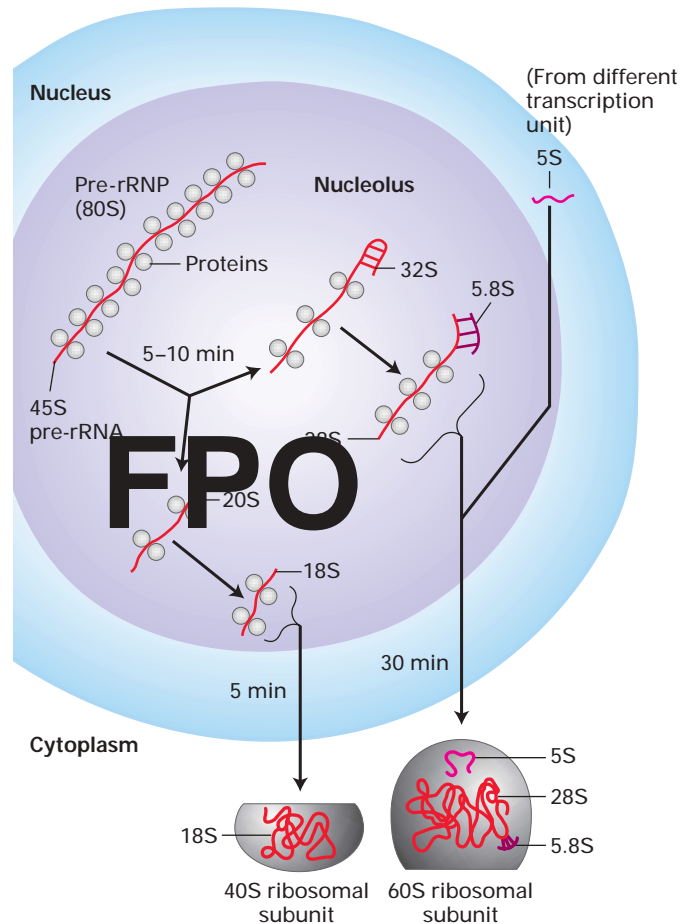 (From different
transcription
unit)
5S
Nucleus
Pre-rRNP
(80S)
Nucleolus
Proteins
32S
5.8S
5–10 min
45S
pre-rRNA
28S
FPO
20S
18S
5 min
30 min
Cytoplasm
5S
28S
5.8S
18S
40S ribosomal
subunit
60S ribosomal
subunit